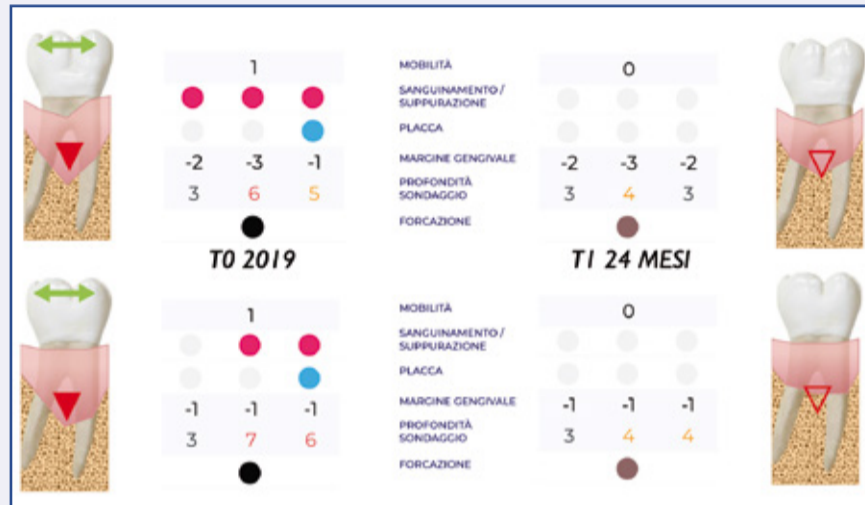 1 MOBILITÀ 0
SANGUINAMENTO /
SUPPURAZIONE
PLACCA
-2 -3 -1 MARGINE GENGIVALE -2 -3 -2
3 6 5 PROFONDITÀ
SONDAGGIO 3 4 3
FORCAZIONE
T0 2019 T1 24 MESI
1 MOBILITÀ 0
SANGUINAMENTO /
SUPPURAZIONE
PLACCA
-1 -1 -1 MARGINE GENGIVALE -1 -1 -1
3 7 6 PROFONDITÀ
SONDAGGIO 3 4 4
FORCAZIONE